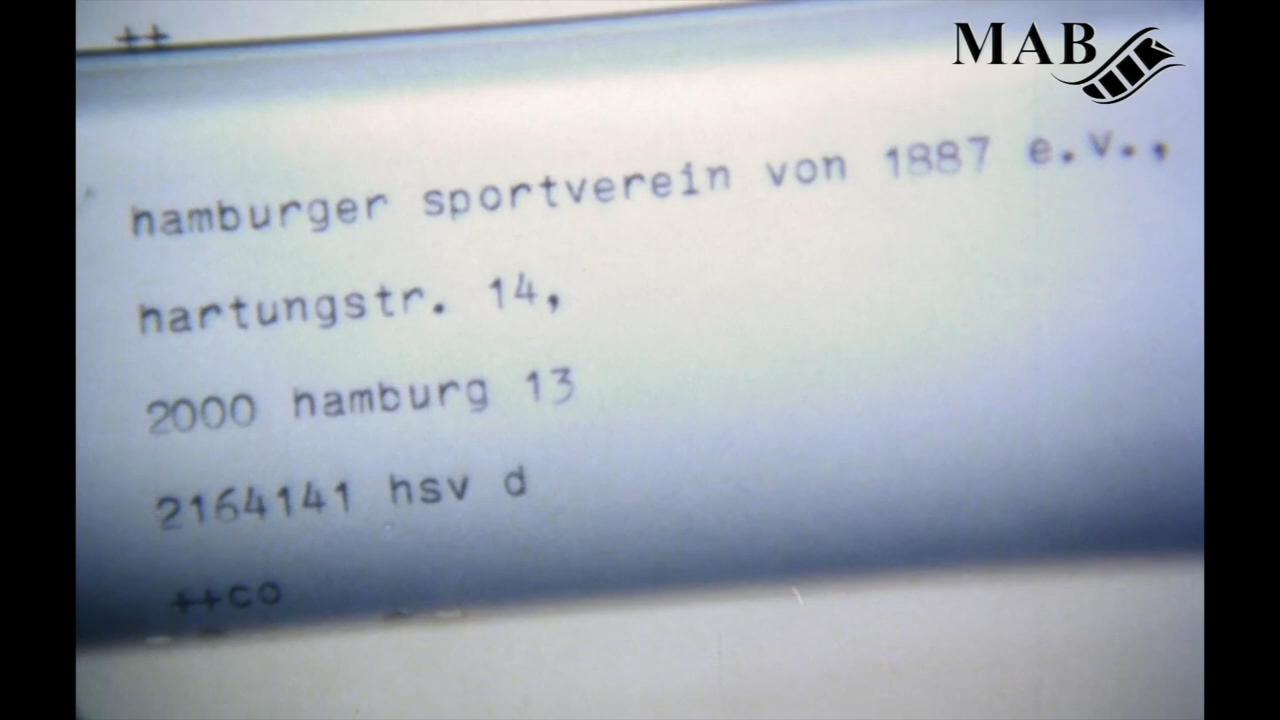 ++
MAB
hamburger sportverein von 1887 e.v.,
hartungstr. 14,
2000 hamburg 13
2164141 hsv d
++co